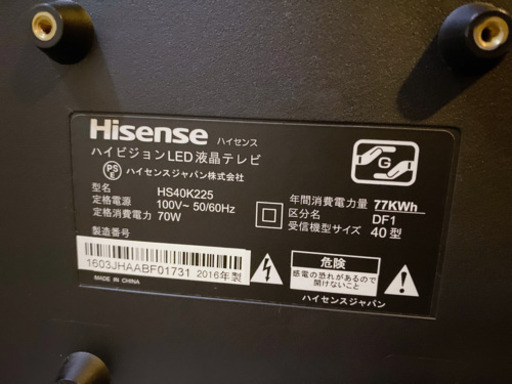 Hisense ハイセンス
ハイビジョンLED液晶テレビ
PS E ハイセンスジャパン株式会社
型名 HS40K225
定格電源 100V~ 50/60Hz
定格消費電力 70W
製造番号
1603JHAABF01731 2016年製
MADE IN CHINA
G
年間消費電力量 77KWh
区分名 DF1
受信機型サイズ 40型
危険
感電の恐れがあるので
開けないこと
ハイセンスジャパン